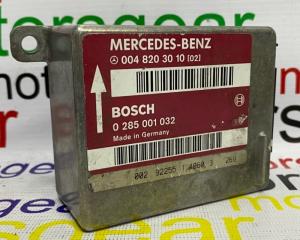 MERCEDES-BENZ
004 820 30 10 [02]
BOSCH
0 285 001 032
Made in Germany